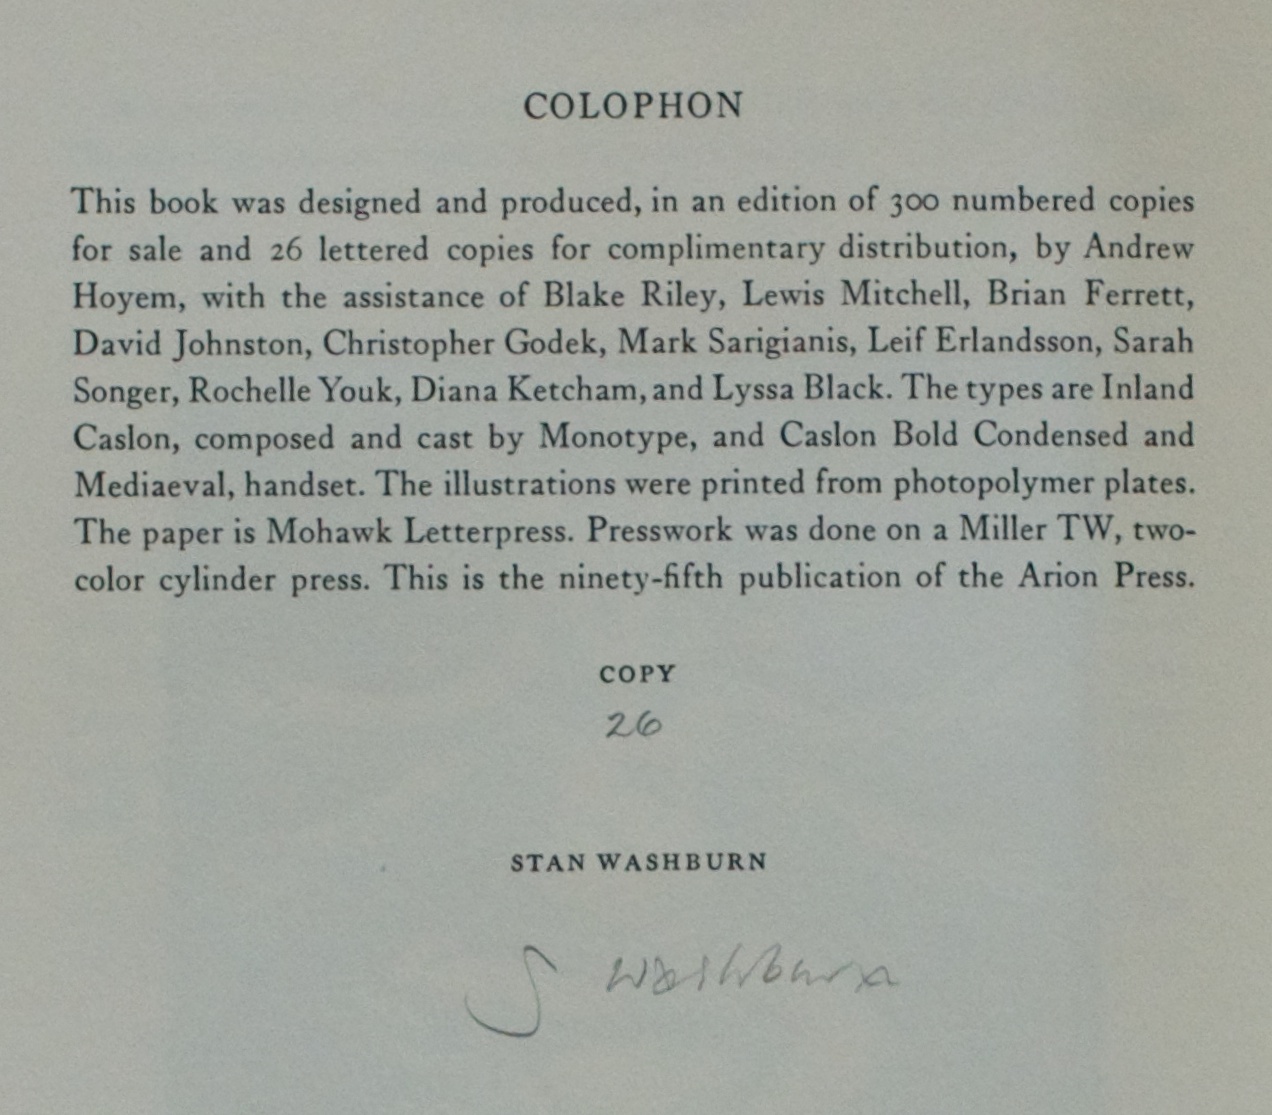 COLOPHON
This book was designed and produced, in an edition of 300 numbered copies
for sale and 26 lettered copies for complimentary distribution, by Andrew
Hoyem, with the assistance of Blake Riley, Lewis Mitchell, Brian Ferrett,
David Johnston, Christopher Godek, Mark Sarigianis, Leif Erlandsson, Sarah
Songer, Rochelle Youk, Diana Ketcham, and Lyssa Black. The types are Inland
Caslon, composed and cast by Monotype, and Caslon Bold Condensed and
Mediaeval, handset. The illustrations were printed from photopolymer plates.
The paper is Mohawk Letterpress. Presswork was done on a Miller TW, two-
color cylinder press. This is the ninety-fifth publication of the Arion Press.
COPY
26
STAN WASHBURN
S Washburn